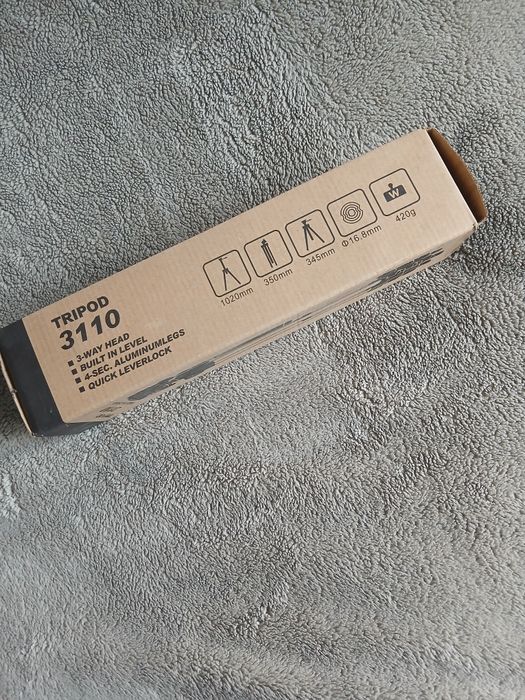 TRIPOD
3110
■ 3-WAY HEAD
■ BUILT IN LEVEL
■ 4-SEC. ALUMINUMLEGS
■ QUICK LEVERLOCK
1020mm
350mm
345mm
Φ16.8mm
W
420g